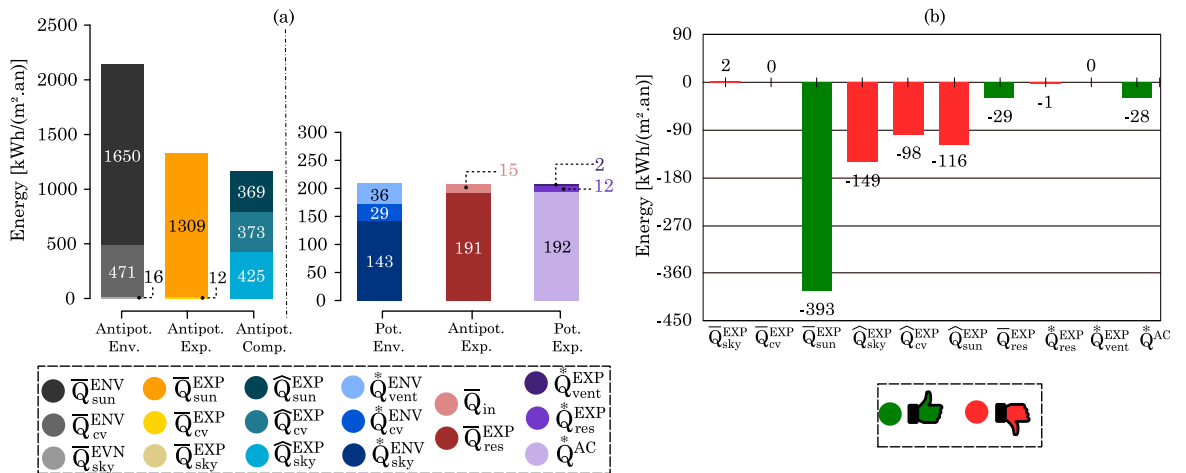 (a)
Energy [kWh/(m².an)]
2500
2000
1500
1000
500
0
1650
471
16
1309
12
369
373
425
Antipot. Env.
Antipot. Exp.
Antipot. Comp.
300
250
200
150
100
50
0
36
29
143
15
191
2
12
192
Pot. Env.
Antipot. Exp.
Pot. Exp.
Q̅ENV sun
Q̅ENV cv
Q̅EVN sky
Q̅EXP sun
Q̅EXP cv
Q̅EXP sky
Q̂EXP sun
Q̂EXP cv
Q̂EXP sky
Q*ENV vent
Q*ENV cv
Q*ENV sky
Q̅in
Q̅EXP res
Q*EXP vent
Q*EXP res
Q*AC
(b)
Energy [kWh/(m².an)]
90
0
-90
-180
-270
-360
-450
2
0
-393
-149
-98
-116
-29
-1
0
-28
Q̅EXP sky
Q̅EXP cv
Q̅EXP sun
Q̂EXP sky
Q̂EXP cv
Q̂EXP sun
Q̅EXP res
Q*EXP res
Q*EXP vent
Q*AC